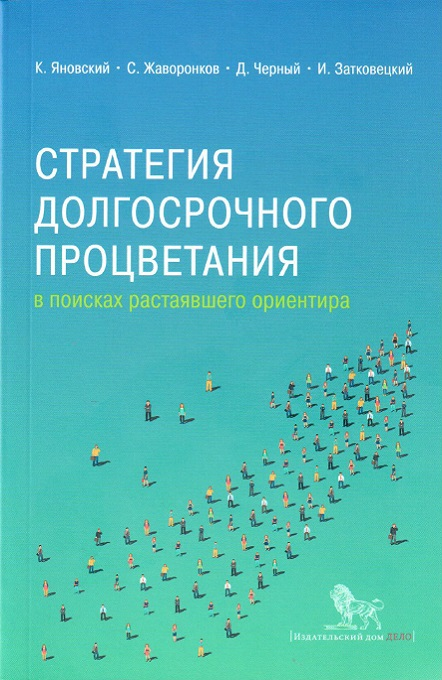 К. Яновский • С. Жаворонков • Д. Черный • И. Затковецкий
СТРАТЕГИЯ
ДОЛГОСРОЧНОГО
ПРОЦВЕТАНИЯ
в поисках растаявшего ориентира
|Издательский дом ДЕЛО|